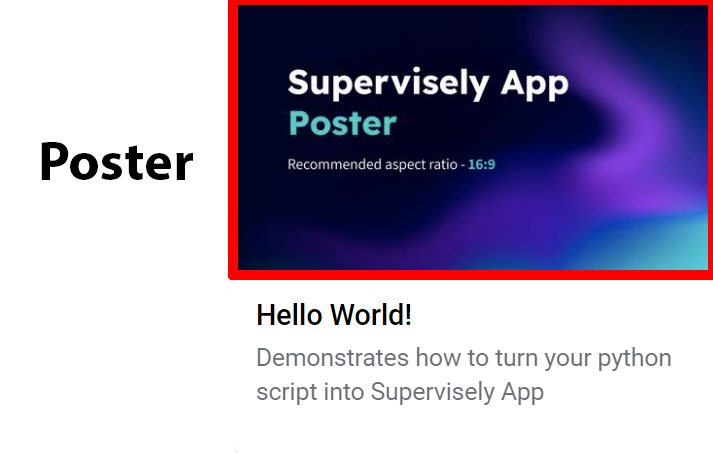 Poster
Supervisely App
Poster
Recommended aspect ratio - 16:9
Hello World!
Demonstrates how to turn your python
script into Supervisely App